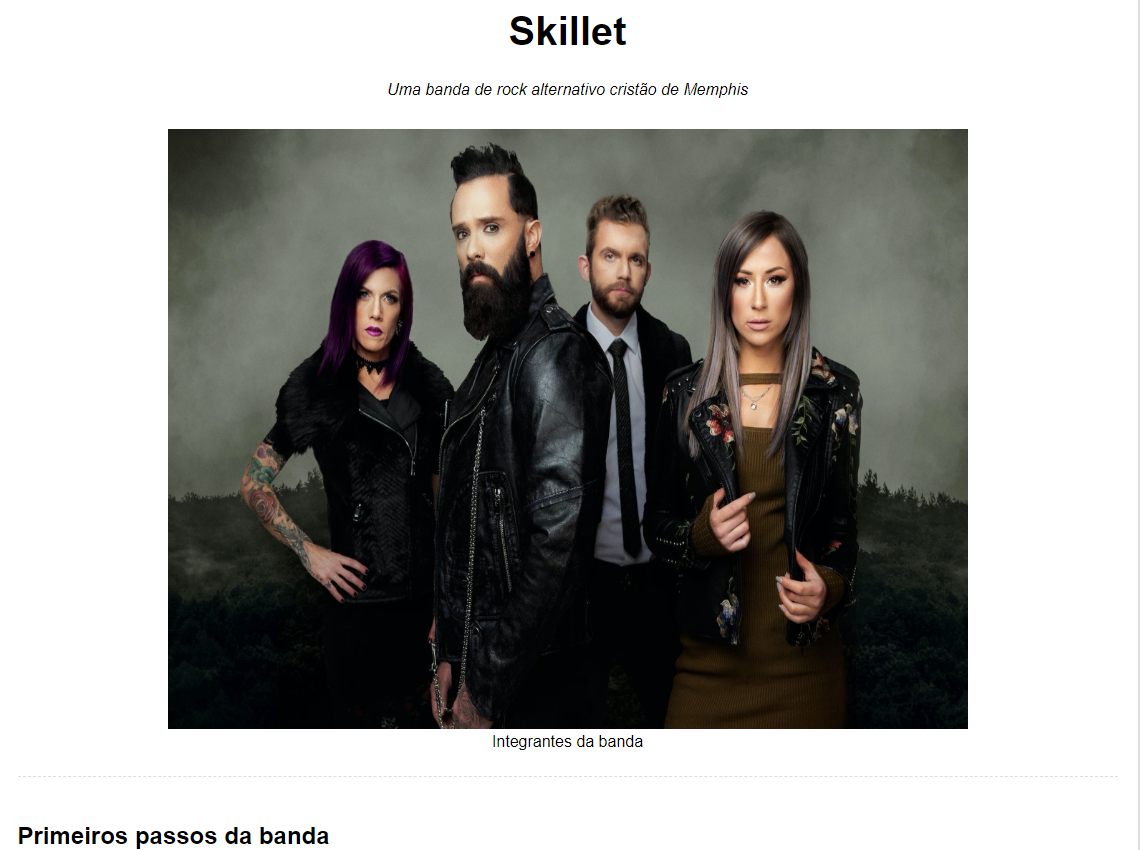 Skillet
Uma banda de rock alternativo cristão de Memphis
Integrantes da banda
Primeiros passos da banda